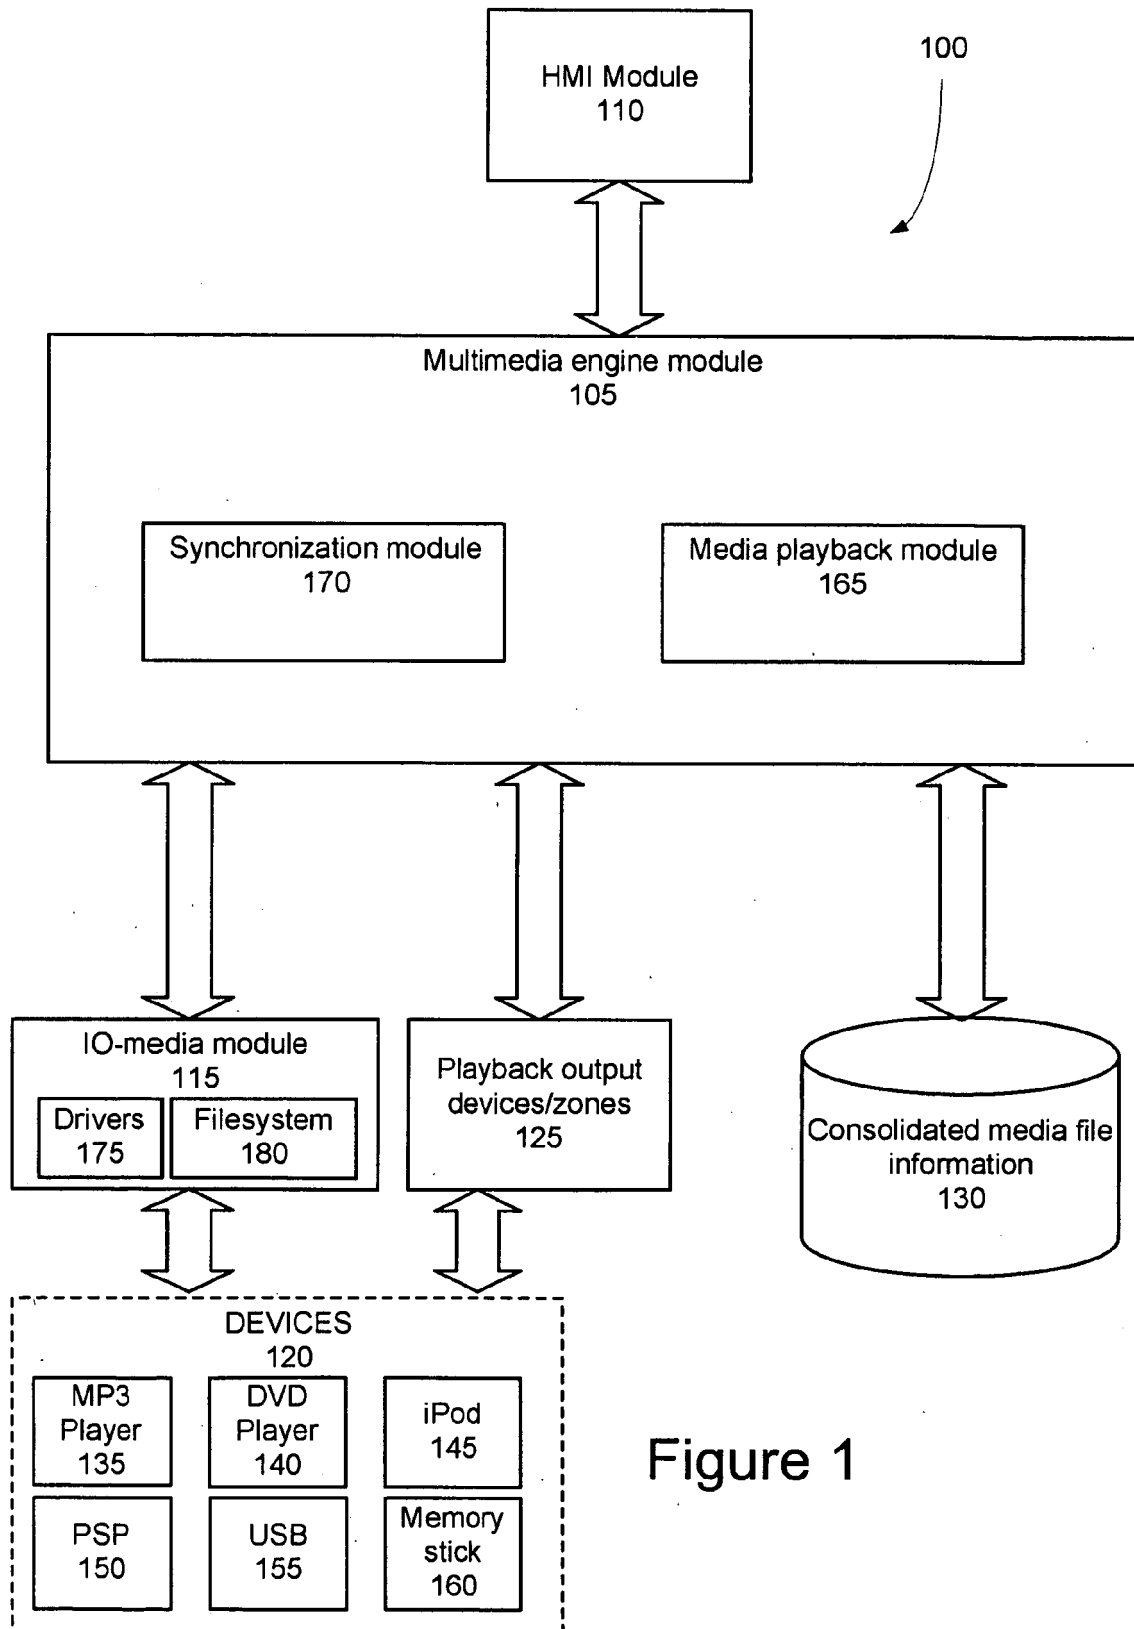 HMI Module
110
100
Multimedia engine module
105
Synchronization module
170
Media playback module
165
IO-media module
115
Drivers
175
Filesystem
180
Playback output
devices/zones
125
Consolidated media file
information
130
DEVICES
120
MP3
Player
135
DVD
Player
140
iPod
145
PSP
150
USB
155
Memory
stick
160
Figure 1